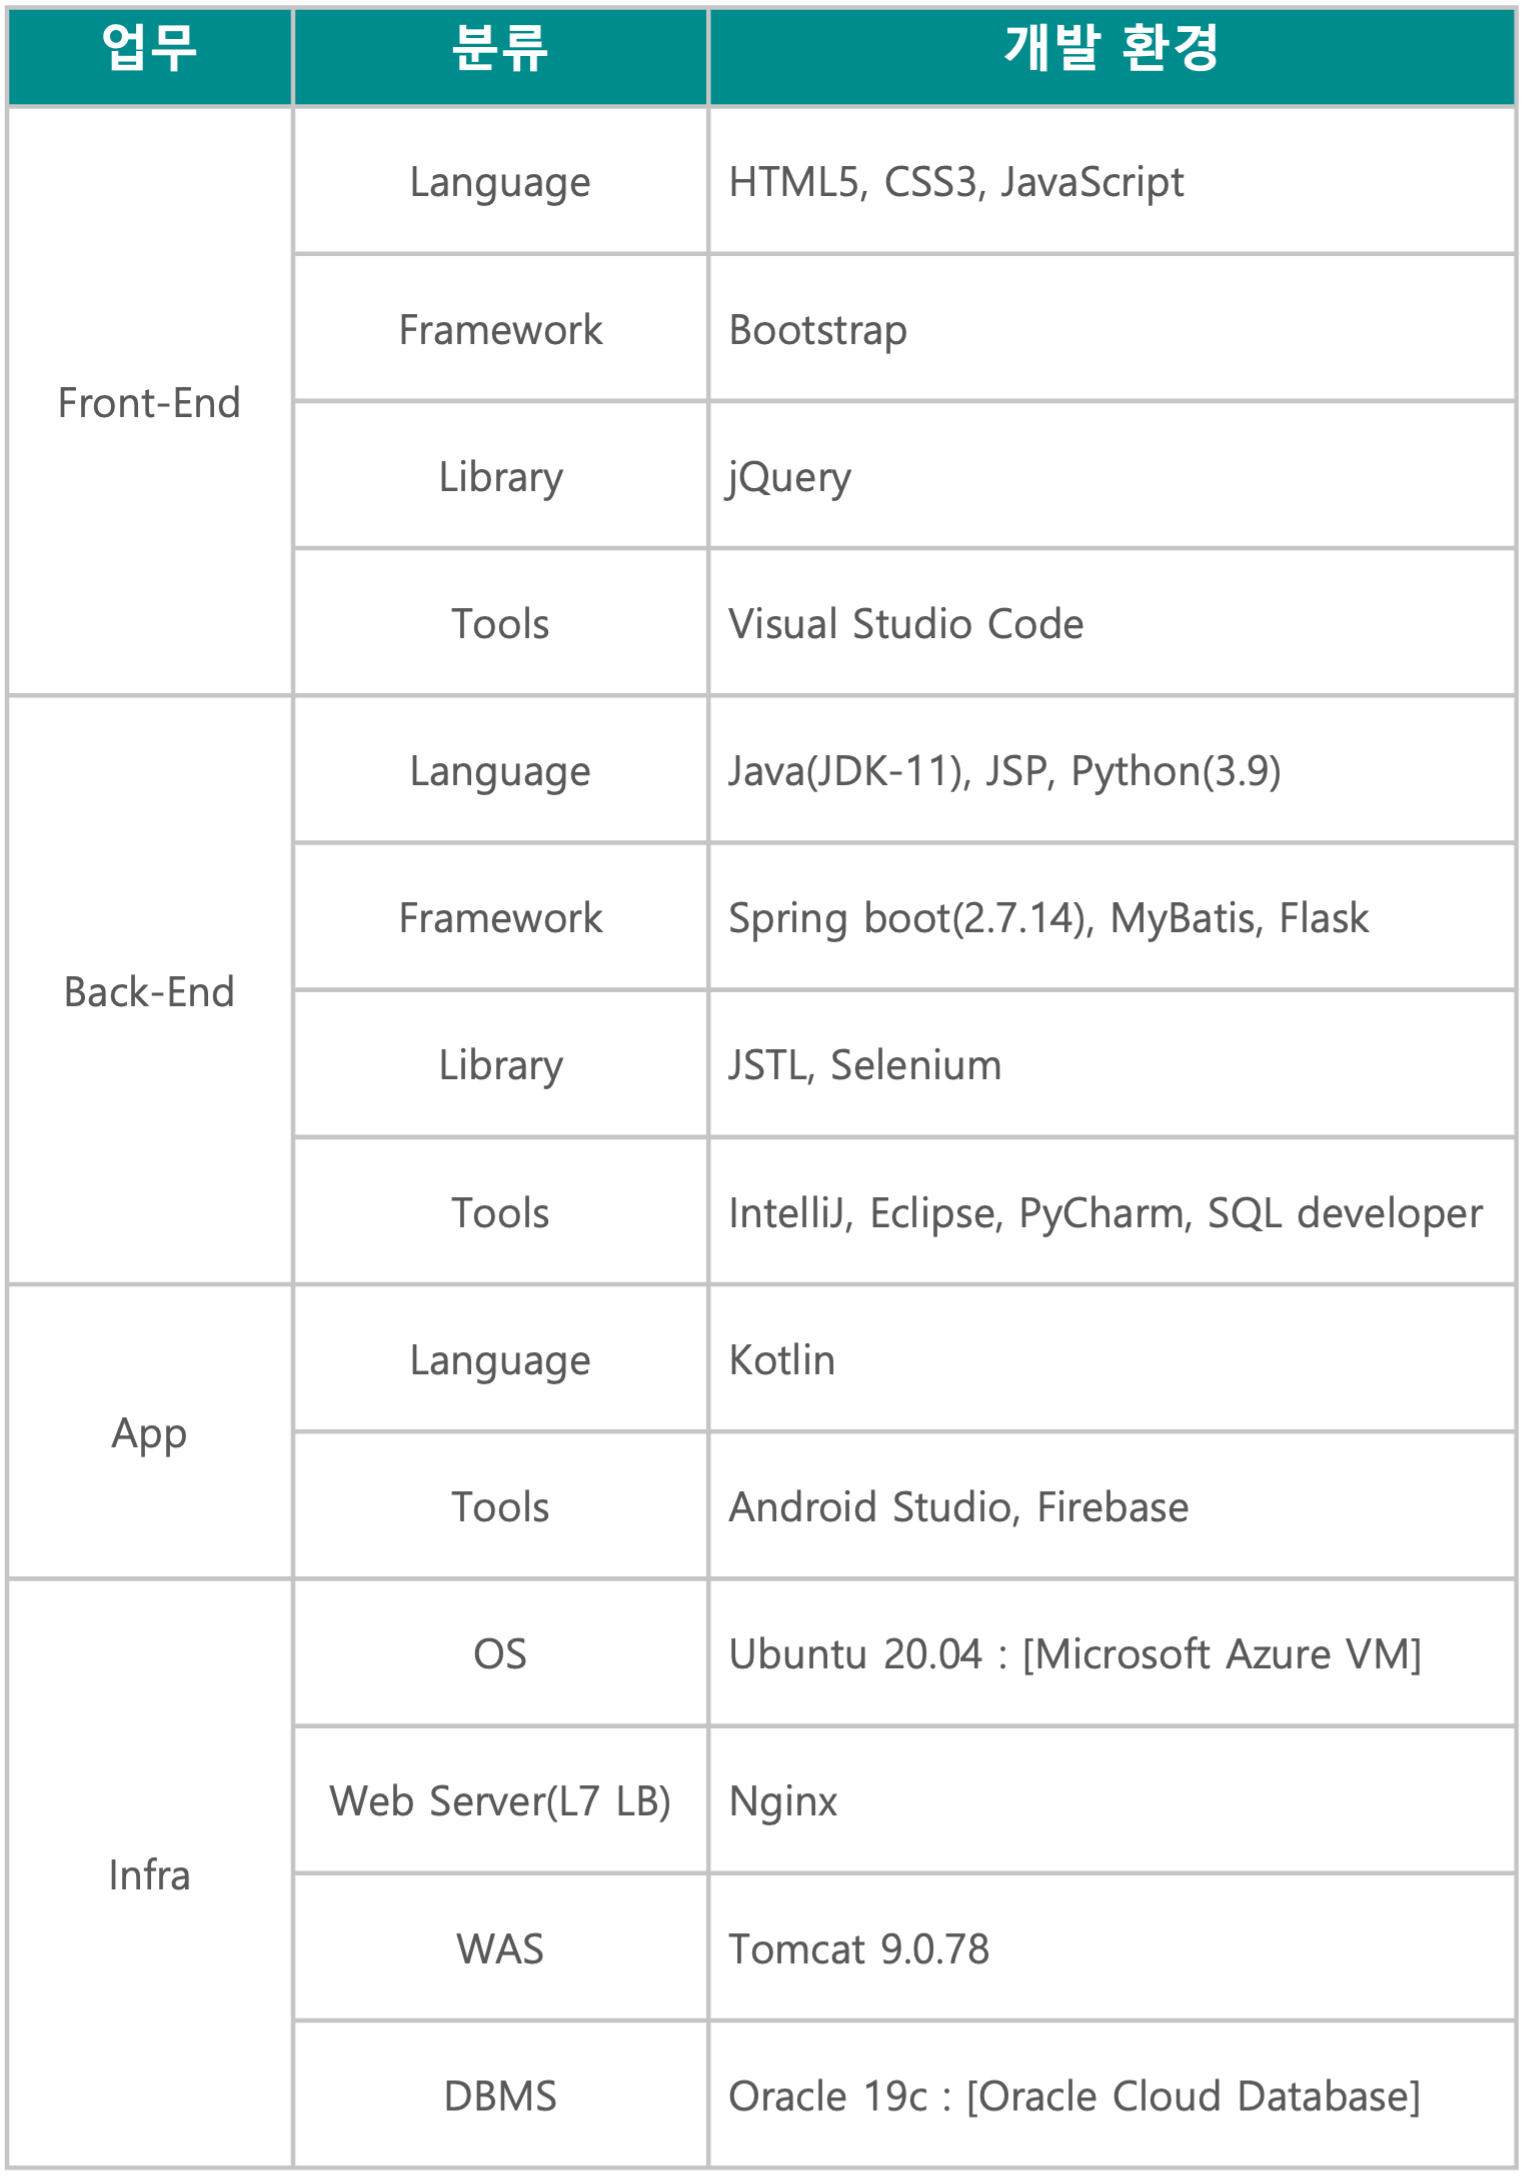 업무 분류 개발 환경
Front-End
Language HTML5, CSS3, JavaScript
Framework Bootstrap
Library jQuery
Tools Visual Studio Code
Back-End
Language Java(JDK-11), JSP, Python(3.9)
Framework Spring boot(2.7.14), MyBatis, Flask
Library JSTL, Selenium
Tools IntelliJ, Eclipse, PyCharm, SQL developer
App
Language Kotlin
Tools Android Studio, Firebase
Infra
OS Ubuntu 20.04 : [Microsoft Azure VM]
Web Server(L7 LB) Nginx
WAS Tomcat 9.0.78
DBMS Oracle 19c : [Oracle Cloud Database]